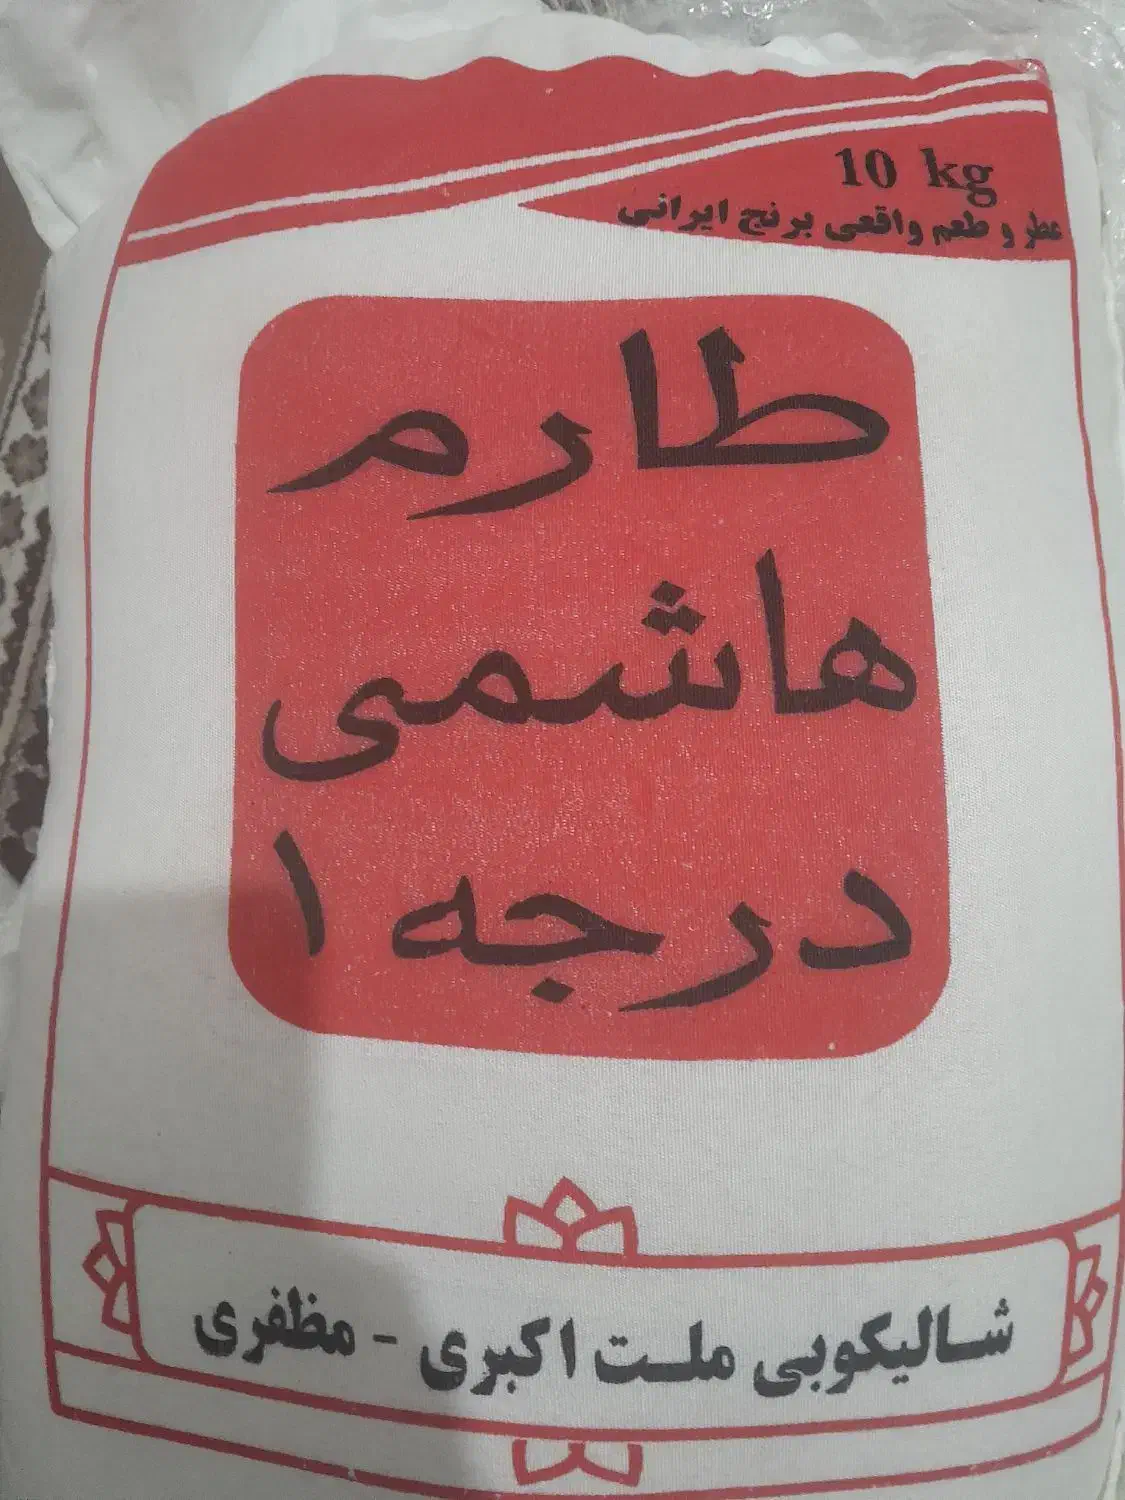 10 kg
عطر و طعم واقعی برنج ایرانی
طارم
هاشمی
درجه ۱
شالیکوبی ملت اکبری - مظفری